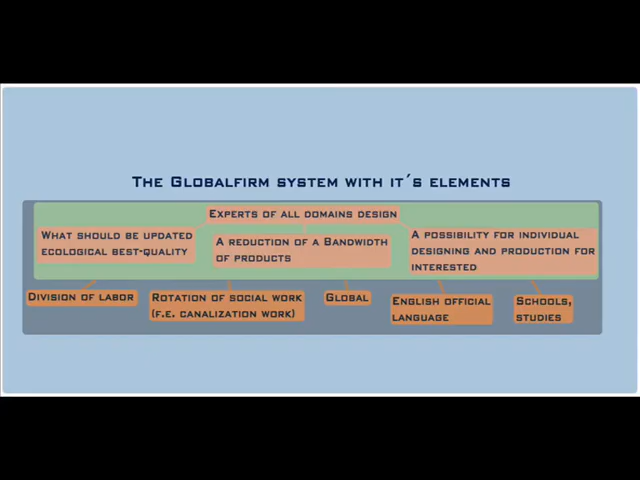 The Globalfirm system with it´s elements
Experts of all domains design
What should be updated
ecological best-quality
A reduction of a Bandwidth
of products
A possibility for individual
designing and production for
interested
Division of labor
Rotation of social work
(f.e. canalization work)
Global
English official
language
Schools,
studies